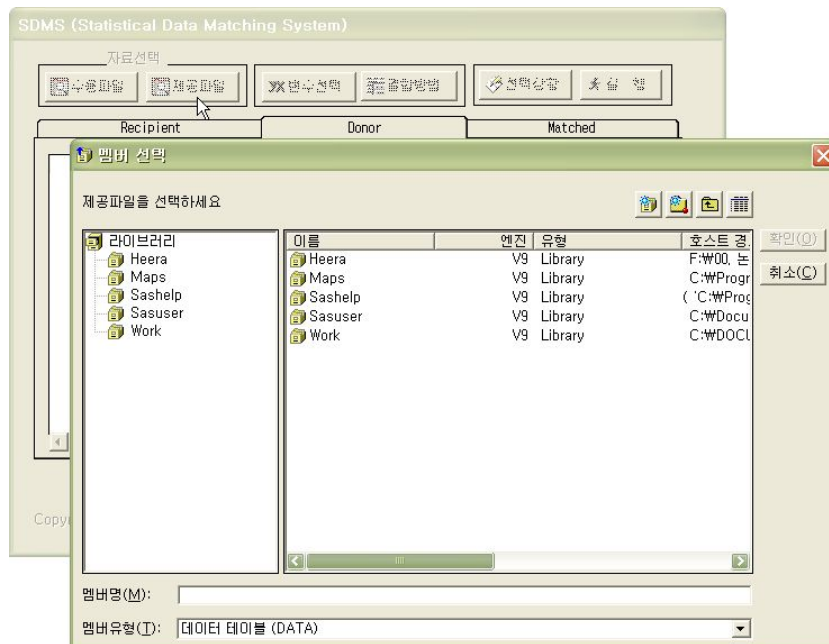 SDMS (Statistical Data Matching System)
자료선택
수용파일 제공파일 변수선택 결합방법 선택상황 실 행
Recipient Donor Matched
멤버 선택
제공파일을 선택하세요
라이브러리 이름 엔진 유형 호스트 경. 확인(O)
Heera Heera V9 Library F:₩00. 논
Maps Maps V9 Library C:₩Progr 취소(C)
Sashelp Sashelp V9 Library ( 'C:₩Prog
Sasuser Sasuser V9 Library C:₩Docu
Work Work V9 Library C:₩DOCU
Copy
멤버명(M):
멤버유형(T): 데이터 테이블 (DATA)